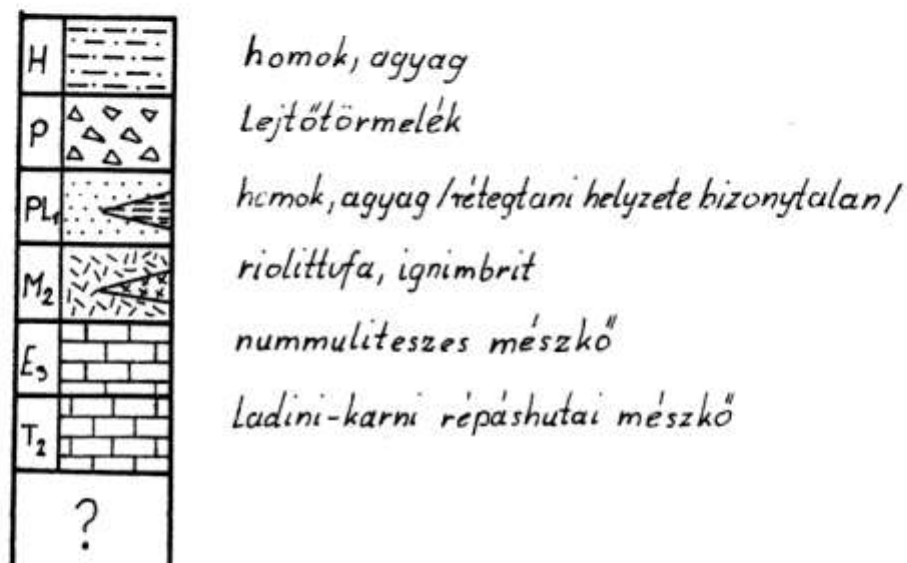 H homok, agyag
P Lejtőtörmelék
PL₁ homok, agyag /rétegtani helyzete bizonytalan/
M₂ riolittufa, ignimbrit
E₃ nummuliteszes mészkő
T₂ Ladini-karni répáshutai mészkő
?